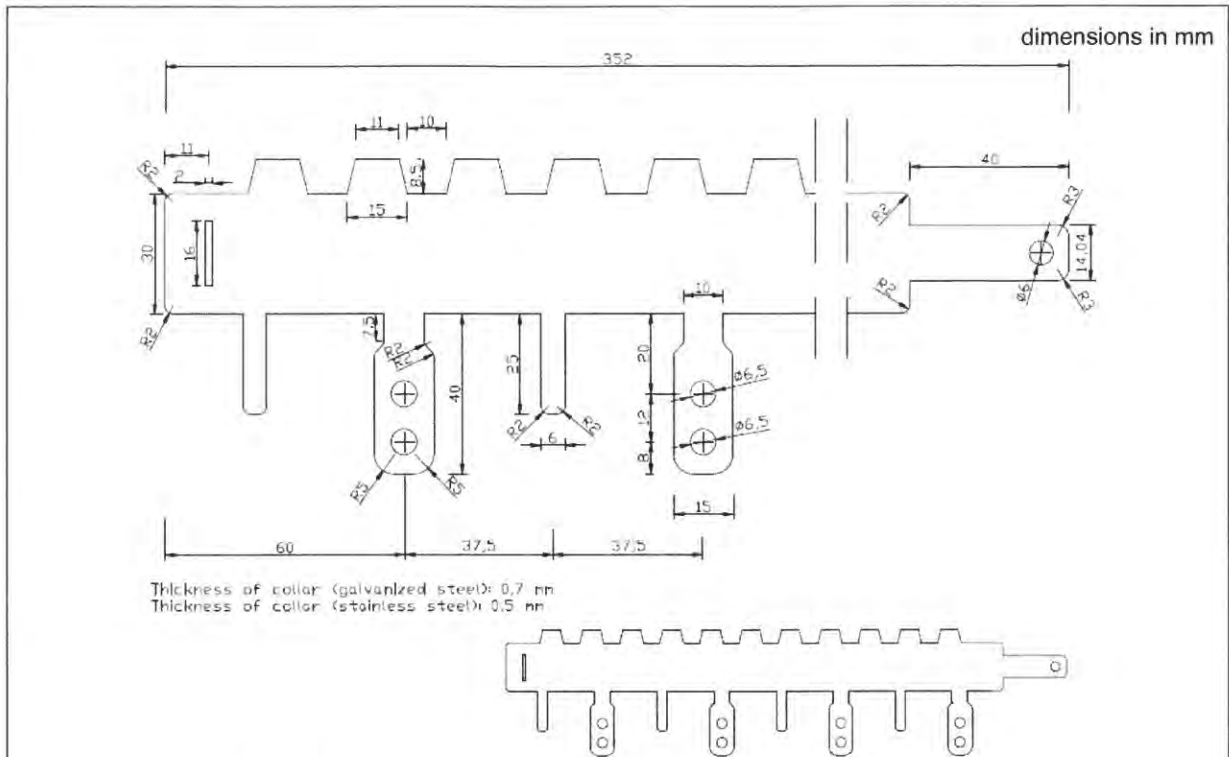 dimensions in mm
352
11 10
11
40
R2
2
8,5
R2
R3
15
30
16
14,04
R2
Ø6
R3
R2
10
7,5
R2
R2
25
20
40
Ø6,5
12
R2 R2
6
Ø6,5
8
R5 R5
15
60 37,5 37,5
Thickness of collar (galvanized steel): 0,7 mm
Thickness of collar (stainless steel): 0,5 mm